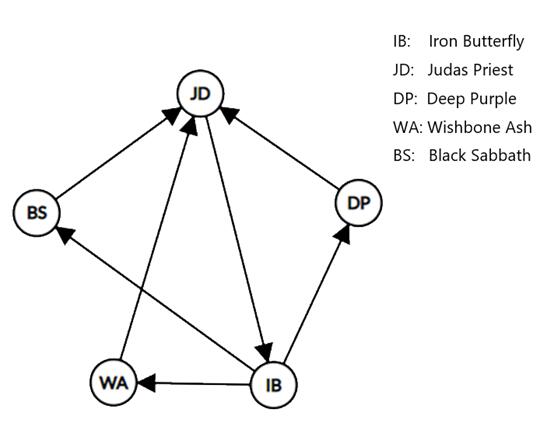 IB: Iron Butterfly
JD: Judas Priest
DP: Deep Purple
WA: Wishbone Ash
BS: Black Sabbath
JD
BS
DP
WA
IB